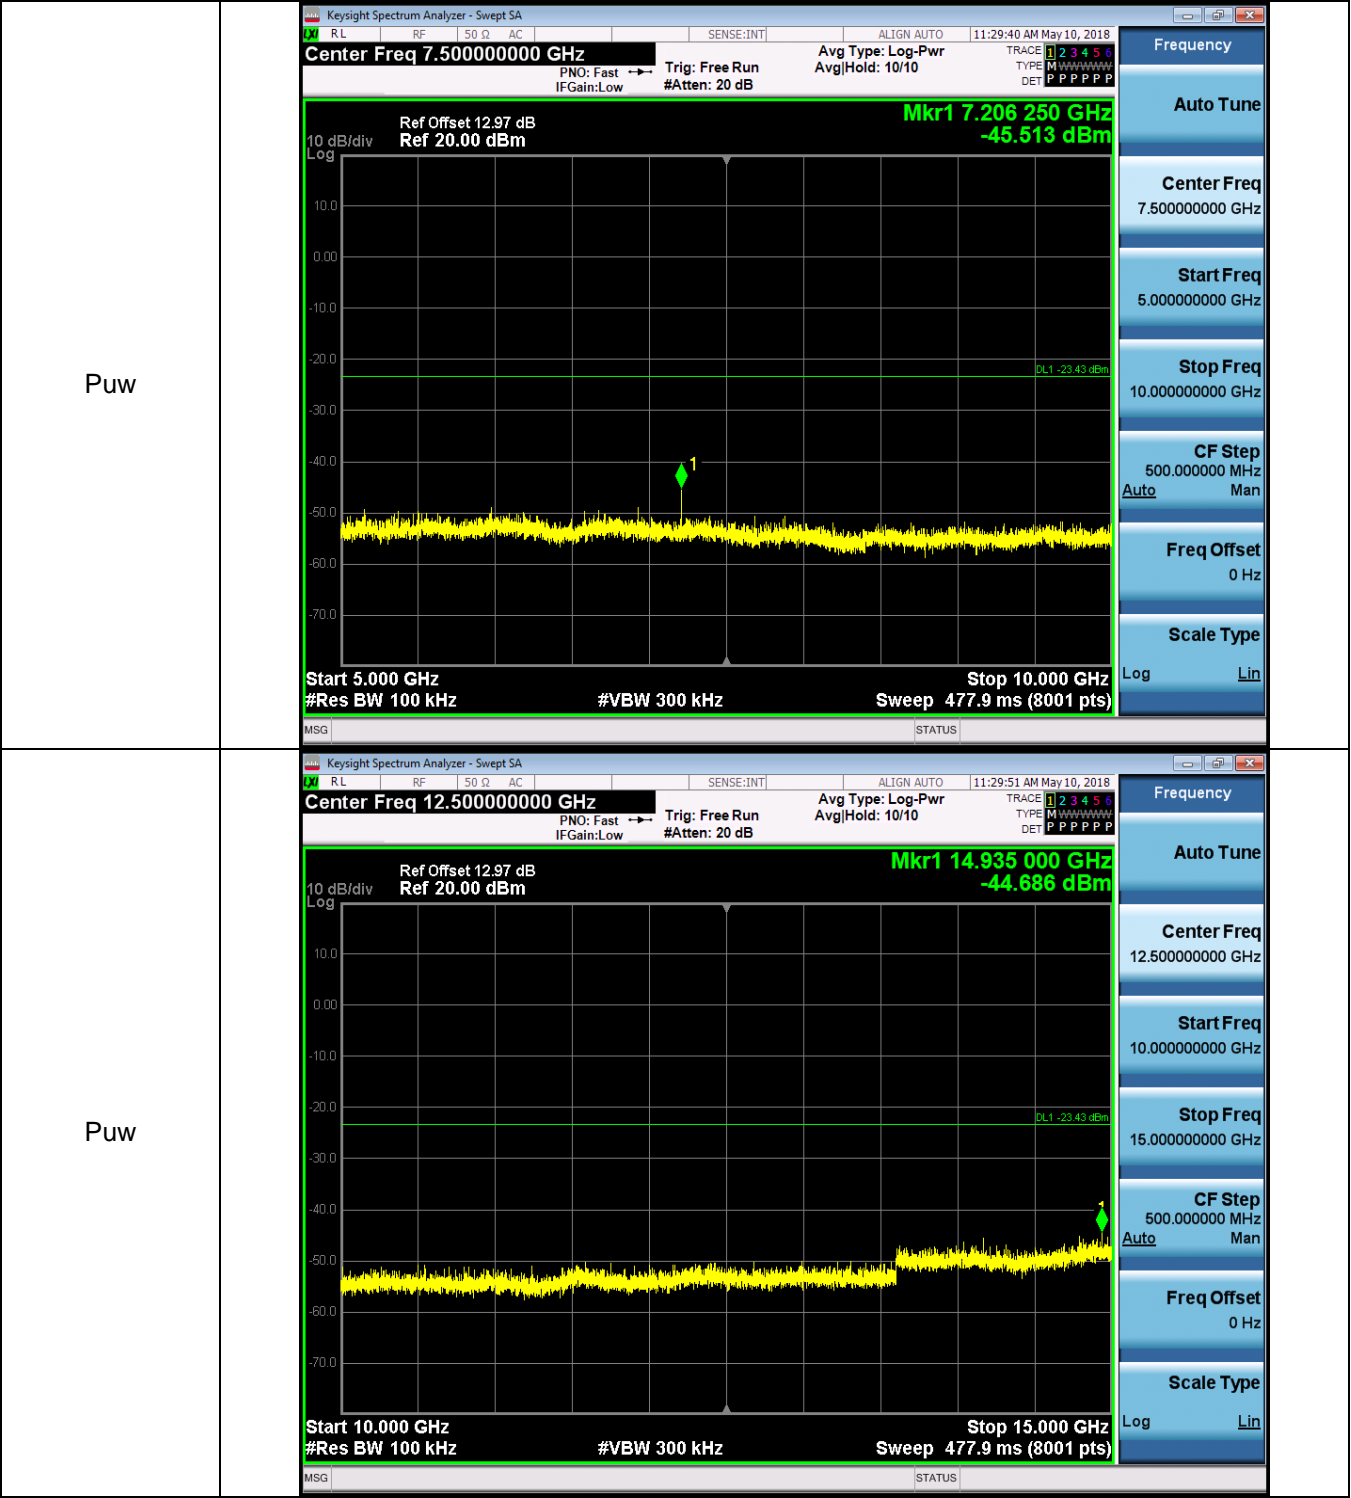 Puw
Keysight Spectrum Analyzer - Swept SA
LXI RL RF 50 Ω AC SENSE:INT ALIGN AUTO 11:29:40 AM May 10, 2018
Center Freq 7.500000000 GHz
PNO: Fast
IFGain:Low
Trig: Free Run
#Atten: 20 dB
Avg Type: Log-Pwr
Avg|Hold: 10/10
TRACE 1 2 3 4 5 6
TYPE M W W W W W
DET P P P P P P
Mkr1 7.206 250 GHz
-45.513 dBm
Ref Offset 12.97 dB
10 dB/div Ref 20.00 dBm
Log
10.0
0.00
-10.0
-20.0
DL1 -23.43 dBm
-30.0
-40.0
1
-50.0
-60.0
-70.0
Start 5.000 GHz Stop 10.000 GHz
#Res BW 100 kHz #VBW 300 kHz Sweep 477.9 ms (8001 pts)
MSG STATUS
Frequency
Auto Tune
Center Freq
7.500000000 GHz
Start Freq
5.000000000 GHz
Stop Freq
10.000000000 GHz
CF Step
500.000000 MHz
Auto Man
Freq Offset
0 Hz
Scale Type
Log Lin
Puw
Keysight Spectrum Analyzer - Swept SA
LXI RL RF 50 Ω AC SENSE:INT ALIGN AUTO 11:29:51 AM May 10, 2018
Center Freq 12.500000000 GHz
PNO: Fast
IFGain:Low
Trig: Free Run
#Atten: 20 dB
Avg Type: Log-Pwr
Avg|Hold: 10/10
TRACE 1 2 3 4 5 6
TYPE M W W W W W
DET P P P P P P
Mkr1 14.935 000 GHz
-44.686 dBm
Ref Offset 12.97 dB
10 dB/div Ref 20.00 dBm
Log
10.0
0.00
-10.0
-20.0
DL1 -23.43 dBm
-30.0
-40.0
1
-50.0
-60.0
-70.0
Start 10.000 GHz Stop 15.000 GHz
#Res BW 100 kHz #VBW 300 kHz Sweep 477.9 ms (8001 pts)
MSG STATUS
Frequency
Auto Tune
Center Freq
12.500000000 GHz
Start Freq
10.000000000 GHz
Stop Freq
15.000000000 GHz
CF Step
500.000000 MHz
Auto Man
Freq Offset
0 Hz
Scale Type
Log Lin